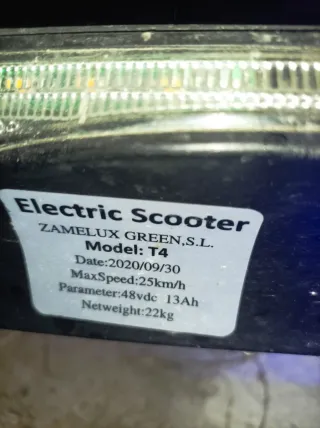 Electric Scooter
ZAMELUX GREEN,S.L.
Model: T4
Date:2020/09/30
MaxSpeed:25km/h
Parameter:48vdc 13Ah
Netweight:22kg